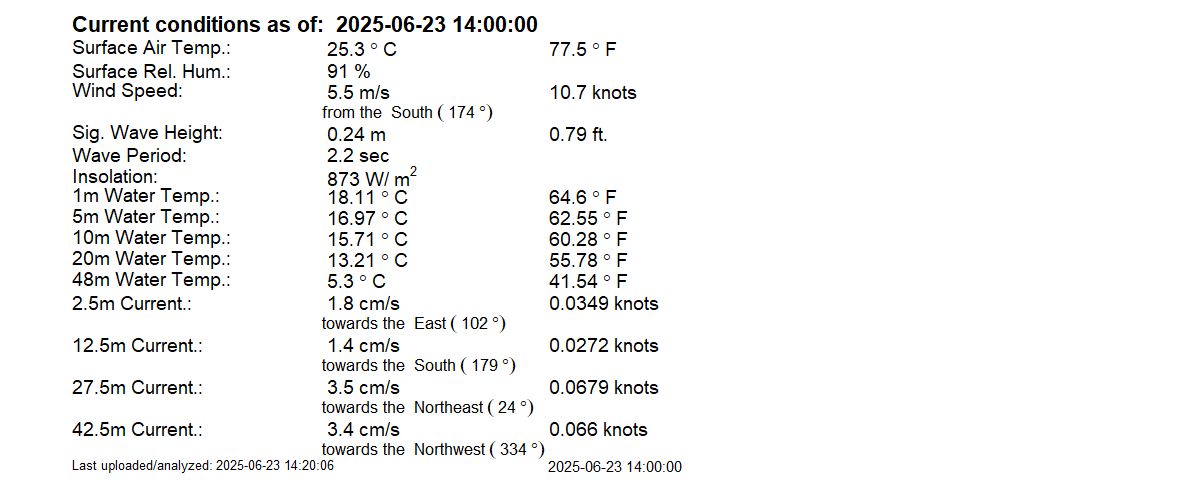 Current conditions as of: 2025-06-23 14:00:00
Surface Air Temp.: 25.3 ° C 77.5 ° F
Surface Rel. Hum.: 91 %
Wind Speed: 5.5 m/s 10.7 knots
from the South ( 174 °)
Sig. Wave Height: 0.24 m 0.79 ft.
Wave Period: 2.2 sec
Insolation: 873 W/ m²
1m Water Temp.: 18.11 ° C 64.6 ° F
5m Water Temp.: 16.97 ° C 62.55 ° F
10m Water Temp.: 15.71 ° C 60.28 ° F
20m Water Temp.: 13.21 ° C 55.78 ° F
48m Water Temp.: 5.3 ° C 41.54 ° F
2.5m Current.: 1.8 cm/s 0.0349 knots
towards the East ( 102 °)
12.5m Current.: 1.4 cm/s 0.0272 knots
towards the South ( 179 °)
27.5m Current.: 3.5 cm/s 0.0679 knots
towards the Northeast ( 24 °)
42.5m Current.: 3.4 cm/s 0.066 knots
towards the Northwest ( 334 °)
Last uploaded/analyzed: 2025-06-23 14:20:06 2025-06-23 14:00:00